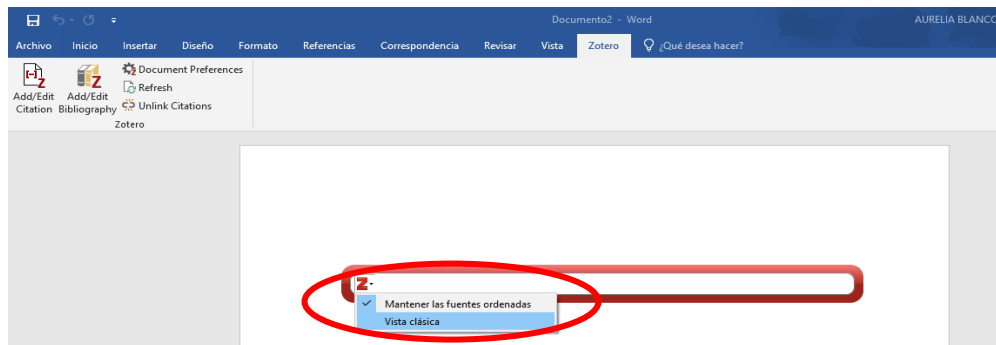 Documento2 - Word
AURELIA BLANCO
Archivo Inicio Insertar Diseño Formato Referencias Correspondencia Revisar Vista Zotero ¿Qué desea hacer?
Add/Edit Citation
Add/Edit Bibliography
Document Preferences
Refresh
Unlink Citations
Zotero
Z
Mantener las fuentes ordenadas
Vista clásica